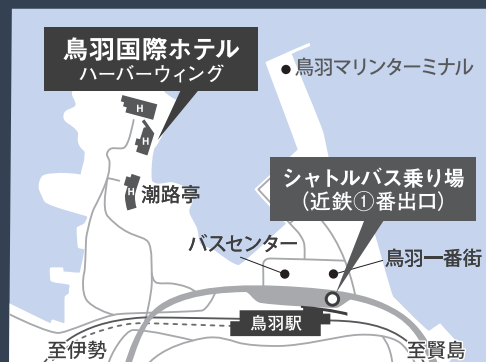 鳥羽国際ホテル
ハーバーウィング
鳥羽マリンターミナル
H
H
H
潮路亭
シャトルバス乗り場
(近鉄①番出口)
バスセンター
鳥羽一番街
鳥羽駅
至伊勢
至賢島